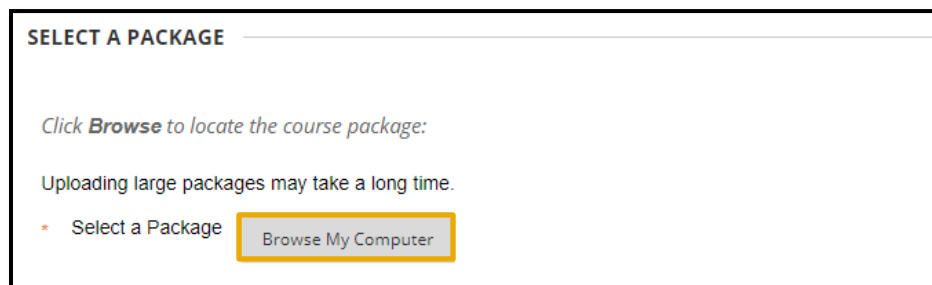 SELECT A PACKAGE
Click Browse to locate the course package:
Uploading large packages may take a long time.
* Select a Package Browse My Computer